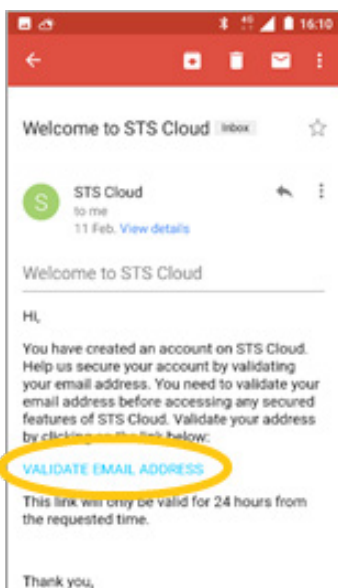 16:10
Welcome to STS Cloud Inbox
S
STS Cloud
to me
11 Feb. View details
Welcome to STS Cloud
Hi,
You have created an account on STS Cloud.
Help us secure your account by validating
your email address. You need to validate your
email address before accessing any secured
features of STS Cloud. Validate your address
by clicking on the link below:
VALIDATE EMAIL ADDRESS
This link will only be valid for 24 hours from
the requested time.
Thank you,